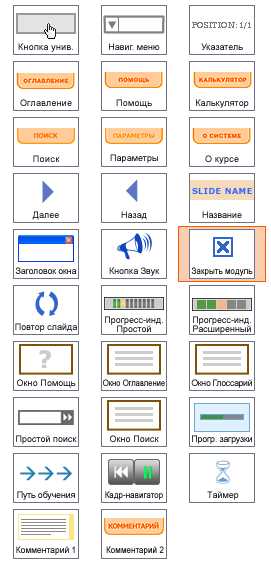 POSITION: 1/1
Кнопка унив.
Навиг. меню
Указатель
ОГЛАВЛЕНИЕ
ПОМОЩЬ
КАЛЬКУЛЯТОР
Оглавление
Помощь
Калькулятор
ПОИСК
ПАРАМЕТРЫ
О СИСТЕМЕ
Поиск
Параметры
О курсе
SLIDE NAME
Далее
Назад
Название
Заголовок окна
Кнопка Звук
Закрыть модуль
Повтор слайда
Прогресс-инд.
Простой
Прогресс-инд.
Расширенный
?
Окно Помощь
Окно Оглавление
Окно Глоссарий
Простой поиск
Окно Поиск
Прогр. загрузки
Путь обучения
Кадр-навигатор
Таймер
КОММЕНТАРИЙ
Комментарий 1
Комментарий 2